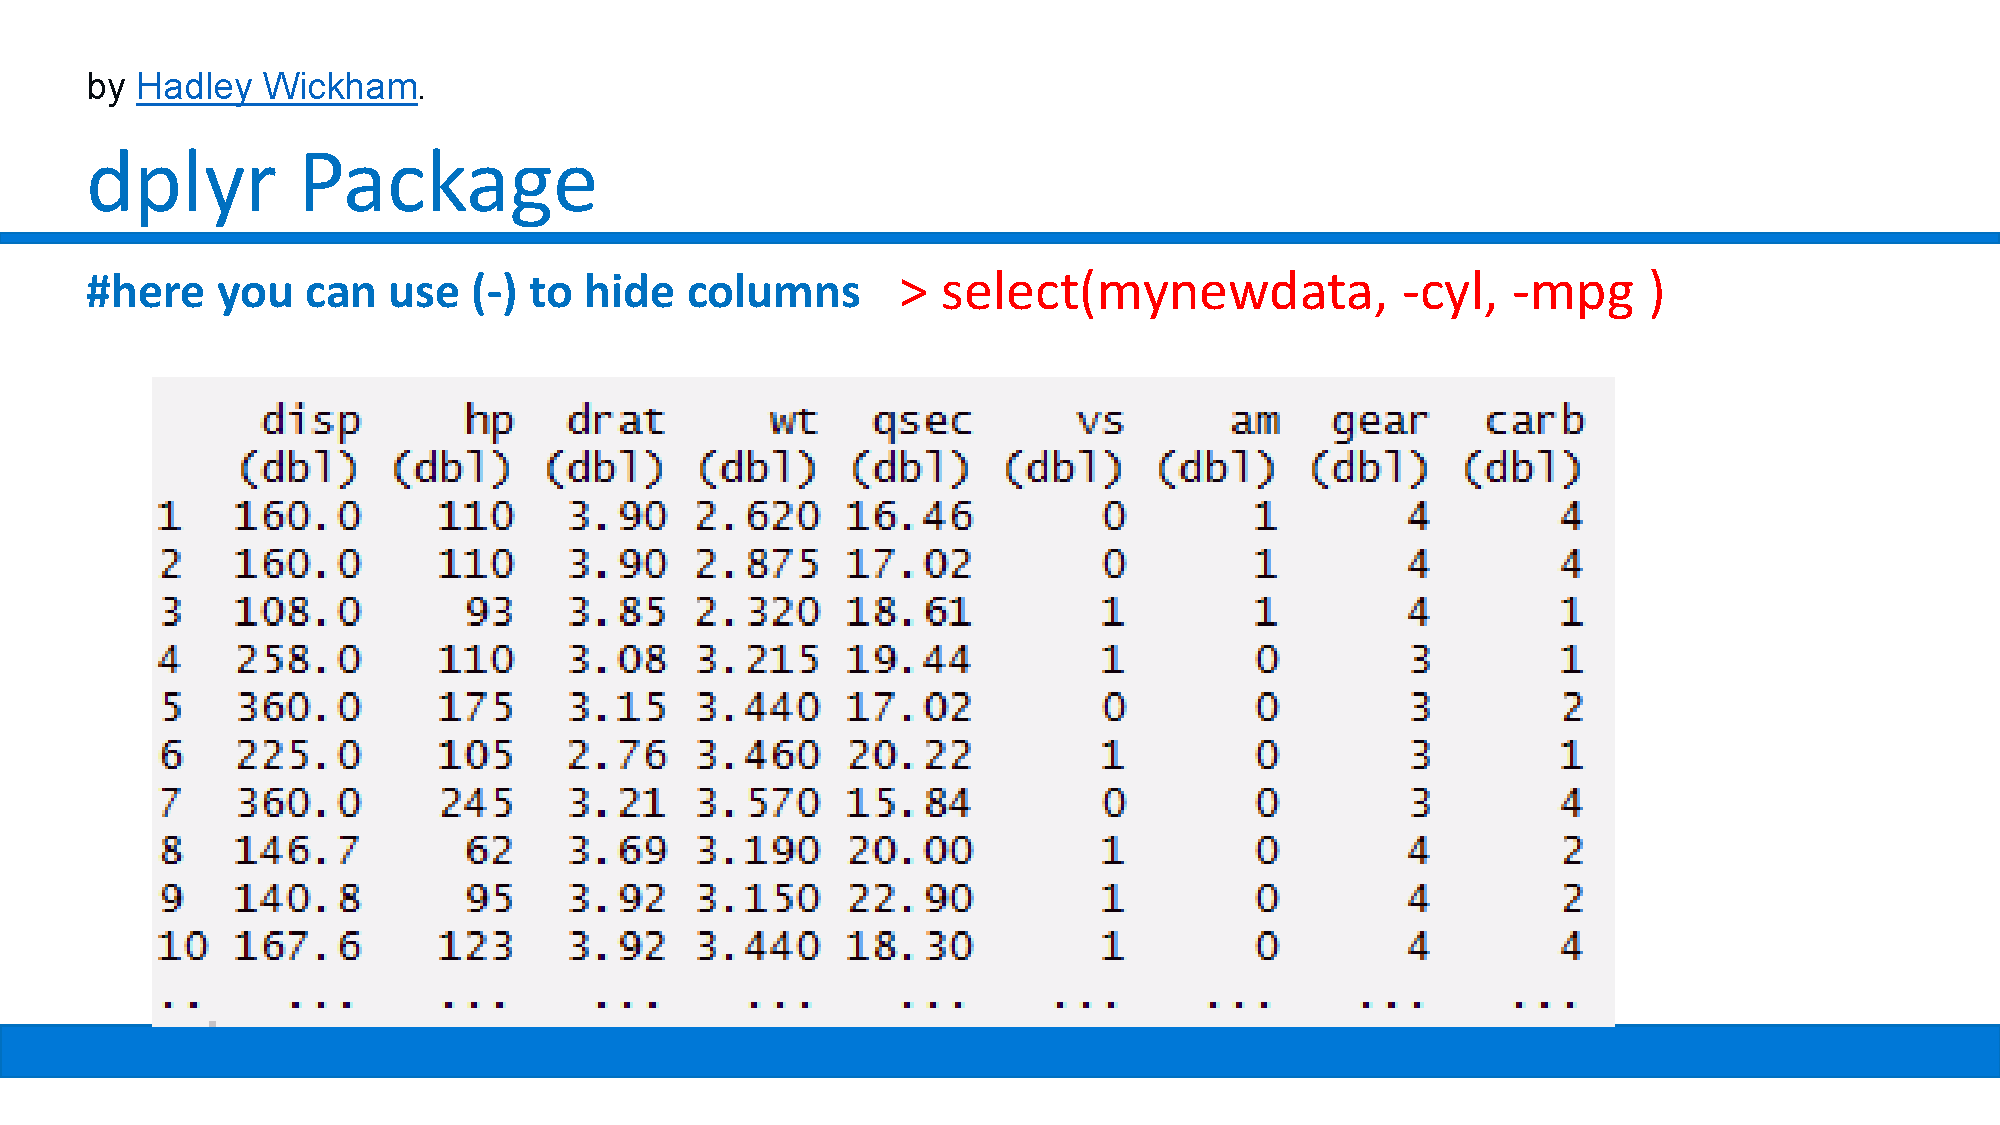 by Hadley Wickham.
dplyr Package
#here you can use (-) to hide columns > select(mynewdata, -cyl, -mpg )
disp hp drat wt qsec vs am gear carb
(dbl) (dbl) (dbl) (dbl) (dbl) (dbl) (dbl) (dbl) (dbl)
1 160.0 110 3.90 2.620 16.46 0 1 4 4
2 160.0 110 3.90 2.875 17.02 0 1 4 4
3 108.0 93 3.85 2.320 18.61 1 1 4 1
4 258.0 110 3.08 3.215 19.44 1 0 3 1
5 360.0 175 3.15 3.440 17.02 0 0 3 2
6 225.0 105 2.76 3.460 20.22 1 0 3 1
7 360.0 245 3.21 3.570 15.84 0 0 3 4
8 146.7 62 3.69 3.190 20.00 1 0 4 2
9 140.8 95 3.92 3.150 22.90 1 0 4 2
10 167.6 123 3.92 3.440 18.30 1 0 4 4
.. ... ... ... ... ... ... ... ... ...